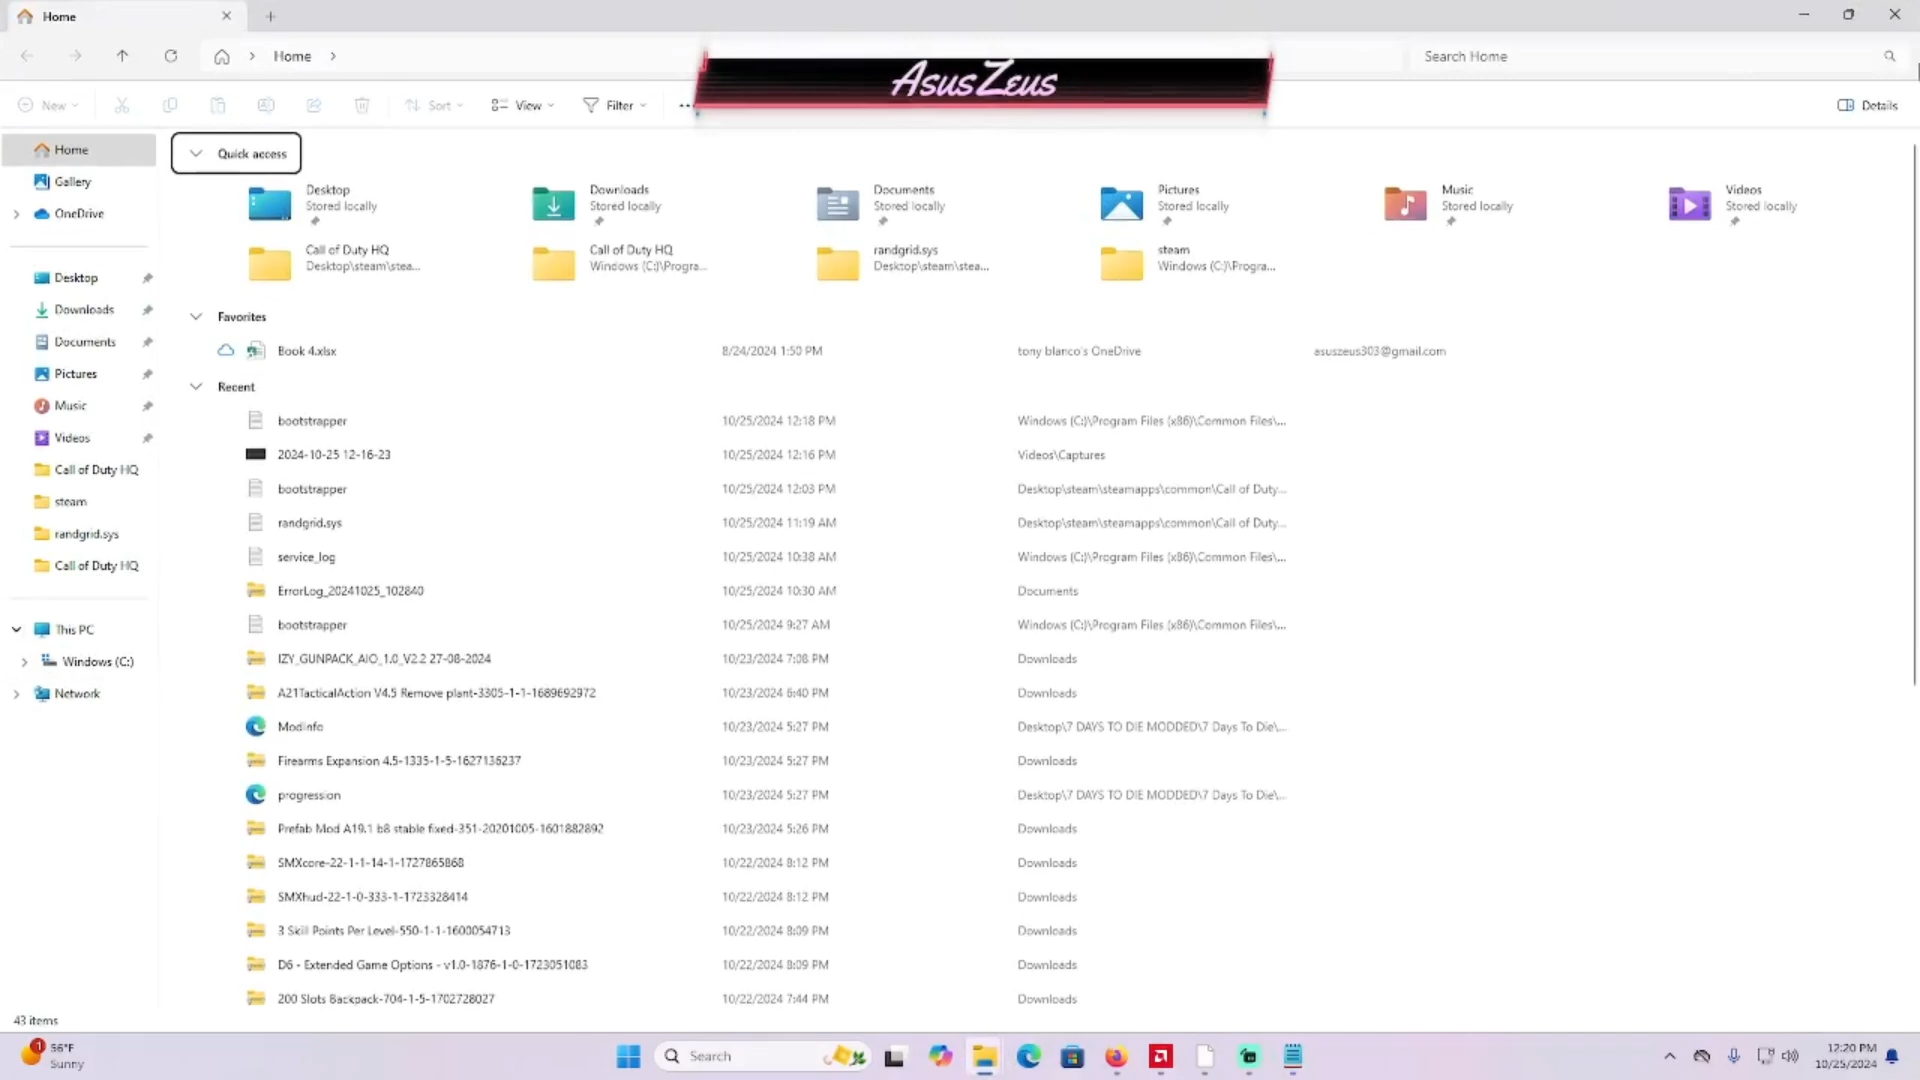 Home
AsusZeus
Home
Search Home
New
Sort
View
Filter
Details
Home
Gallery
OneDrive
Desktop
Downloads
Documents
Pictures
Music
Videos
Call of Duty HQ
steam
randgrid.sys
Call of Duty HQ
This PC
Windows (C:)
Network
Quick access
Desktop
Stored locally
Downloads
Stored locally
Documents
Stored locally
Pictures
Stored locally
Music
Stored locally
Videos
Stored locally
Call of Duty HQ
Desktop\steam\stea...
Call of Duty HQ
Windows (C:)\Progra...
randgrid.sys
Desktop\steam\stea...
steam
Windows (C:)\Progra...
Favorites
Book 4.xlsx 8/24/2024 1:50 PM tony blanco's OneDrive asuszeus303@gmail.com
Recent
bootstrapper 10/25/2024 12:18 PM Windows (C:)\Program Files (x86)\Common Files\...
2024-10-25 12-16-23 10/25/2024 12:16 PM Videos\Captures
bootstrapper 10/25/2024 12:03 PM Desktop\steam\steamapps\common\Call of Duty...
randgrid.sys 10/25/2024 11:19 AM Desktop\steam\steamapps\common\Call of Duty...
service_log 10/25/2024 10:38 AM Windows (C:)\Program Files (x86)\Common Files\...
ErrorLog_20241025_102840 10/25/2024 10:30 AM Documents
bootstrapper 10/25/2024 9:27 AM Windows (C:)\Program Files (x86)\Common Files\...
IZY_GUNPACK_AIO_1.0_V2.2 27-08-2024 10/23/2024 7:08 PM Downloads
A21TacticalAction V4.5 Remove plant-3305-1-1-1689692972 10/23/2024 6:40 PM Downloads
ModInfo 10/23/2024 5:27 PM Desktop\7 DAYS TO DIE MODDED\7 Days To Die\...
Firearms Expansion 4.5-1335-1-5-1627136237 10/23/2024 5:27 PM Downloads
progression 10/23/2024 5:27 PM Desktop\7 DAYS TO DIE MODDED\7 Days To Die\...
Prefab Mod A19.1 b8 stable fixed-351-20201005-1601882892 10/23/2024 5:26 PM Downloads
SMXcore-22-1-1-14-1-1727865868 10/22/2024 8:12 PM Downloads
SMXhud-22-1-0-333-1-1723328414 10/22/2024 8:12 PM Downloads
3 Skill Points Per Level-550-1-1-1600054713 10/22/2024 8:09 PM Downloads
D6 - Extended Game Options - v1.0-1876-1-0-1723051083 10/22/2024 8:09 PM Downloads
200 Slots Backpack-704-1-5-1702728027 10/22/2024 7:44 PM Downloads
43 items
1
56°F
Sunny
Search
12:20 PM
10/25/2024